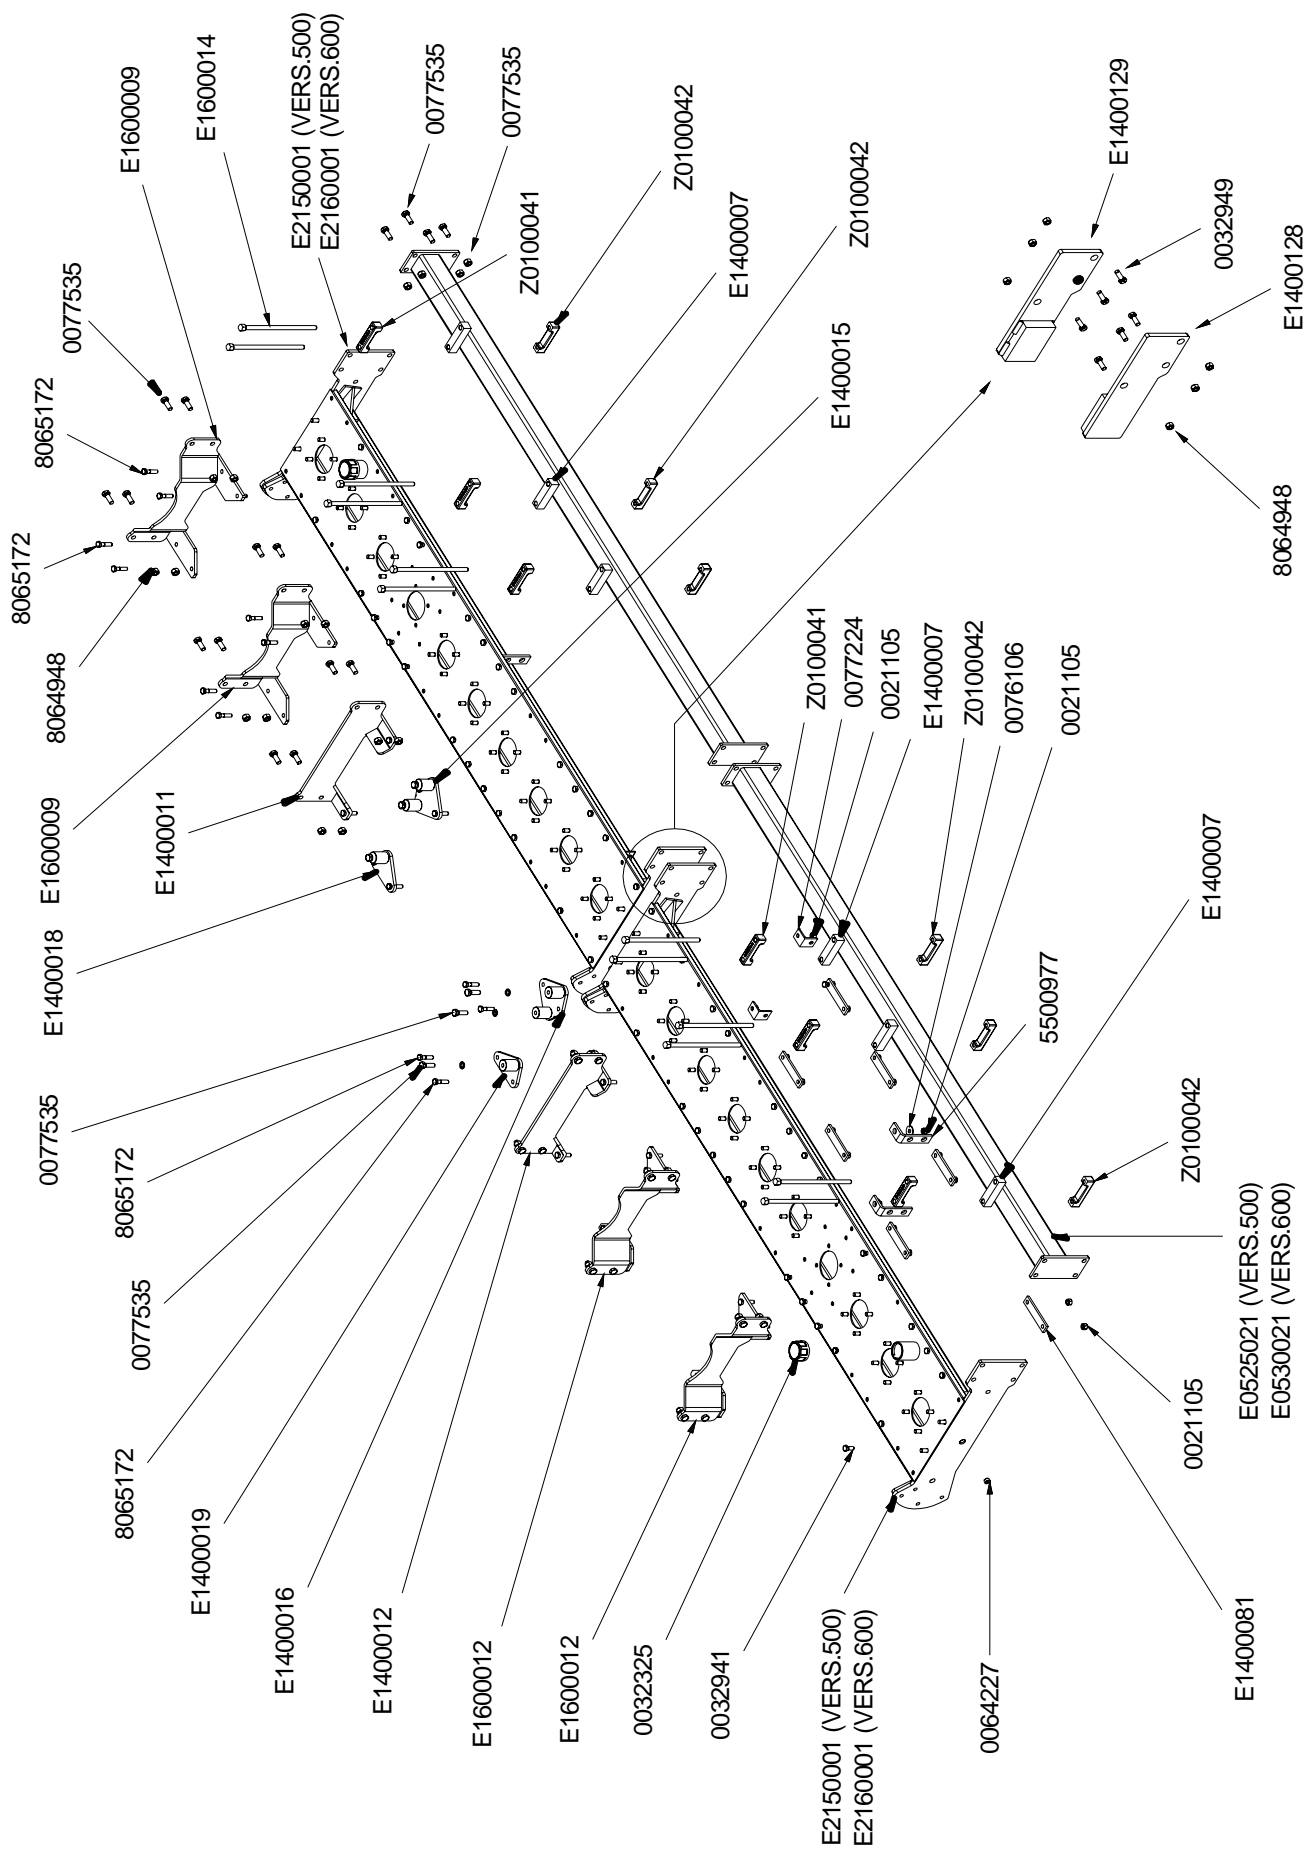 E1600009
E1600014
E2150001 (VERS.500)
E2160001 (VERS.600)
0077535
0077535
Z0100041
Z0100042
E1400007
Z0100042
E1400015
E1400129
0032949
E1400128
8064948
0077535
8065172
8065172
8064948
E1600009
E1400011
E1400018
Z0100041
0077224
0021105
E1400007
Z0100042
0076106
0021105
E1400007
5500977
Z0100042
E0525021 (VERS.500)
E0530021 (VERS.600)
0021105
E1400081
0077535
8065172
0077535
8065172
E1400019
E1400016
E1400012
E1600012
E1600012
0032325
0032941
E2150001 (VERS.500)
E2160001 (VERS.600)
0064227